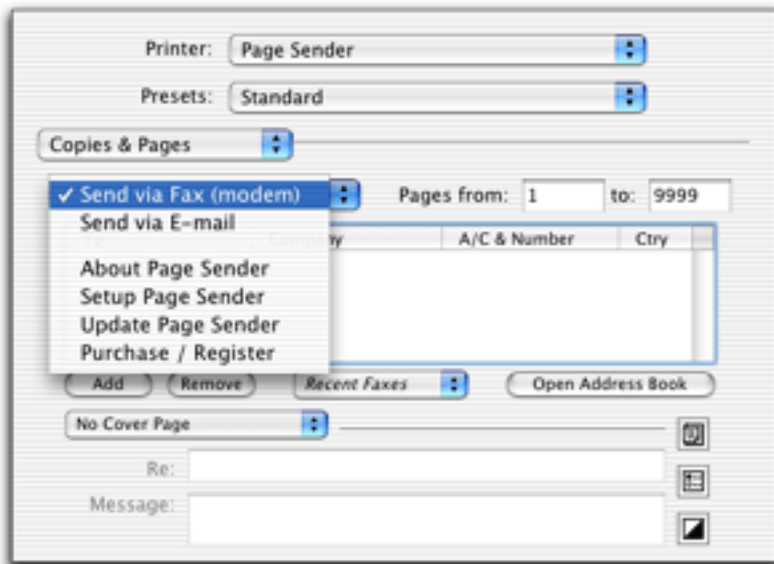 Printer: Page Sender
Presets: Standard
Copies & Pages
✓ Send via Fax (modem) Pages from: 1 to: 9999
Send via E-mail
A/C & Number Ctry
About Page Sender
Setup Page Sender
Update Page Sender
Purchase / Register
Add Remove Recent Faxes Open Address Book
No Cover Page
Re:
Message: